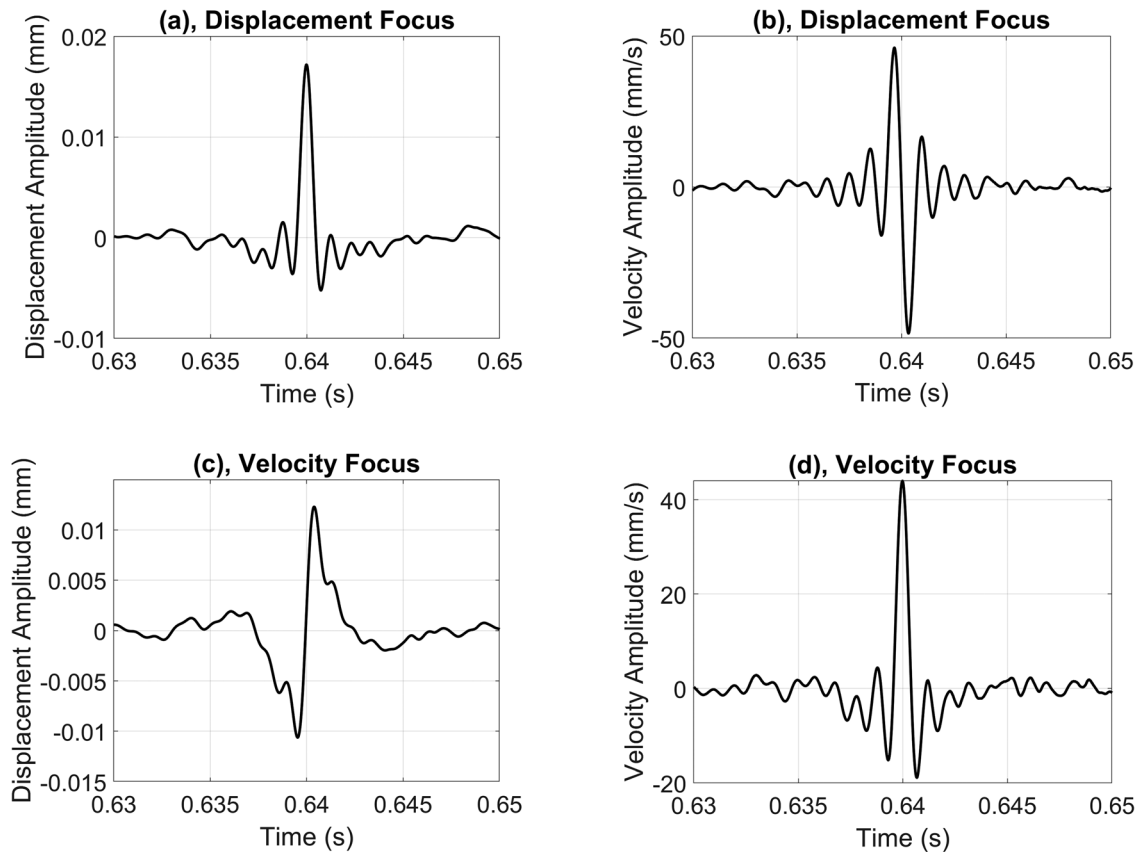 (a), Displacement Focus
Displacement Amplitude (mm)
0.02
0.01
0
-0.01
0.63 0.635 0.64 0.645 0.65
Time (s)
(b), Displacement Focus
Velocity Amplitude (mm/s)
50
0
-50
0.63 0.635 0.64 0.645 0.65
Time (s)
(c), Velocity Focus
Displacement Amplitude (mm)
0.01
0.005
0
-0.005
-0.01
-0.015
0.63 0.635 0.64 0.645 0.65
Time (s)
(d), Velocity Focus
Velocity Amplitude (mm/s)
40
20
0
-20
0.63 0.635 0.64 0.645 0.65
Time (s)